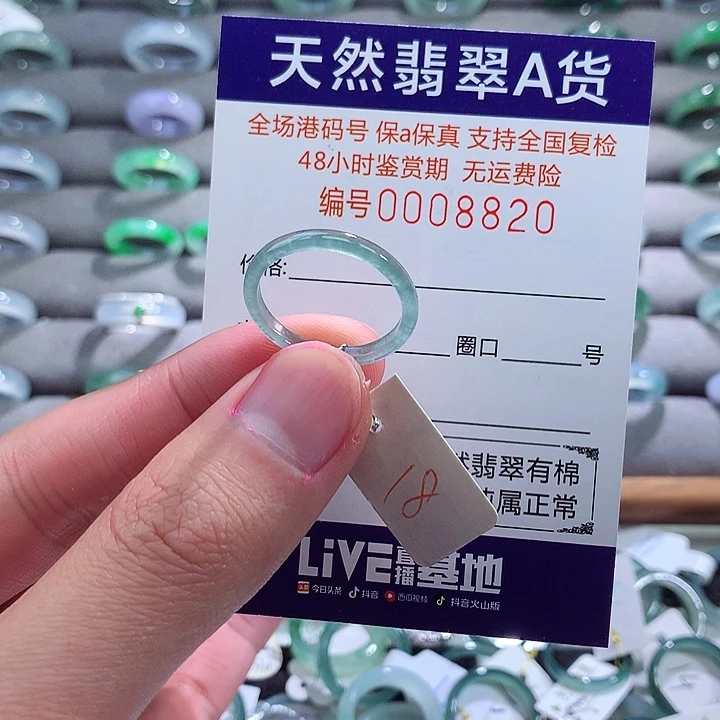 天然翡翠A货
全场港码号 保a保真 支持全国复检
48小时鉴赏期 无运费险
编号0008820
价格:
圈口 号
18
然翡翠有棉
属正常
LiVE直播基地
头条 今日头条 抖音 西瓜视频 抖音火山版